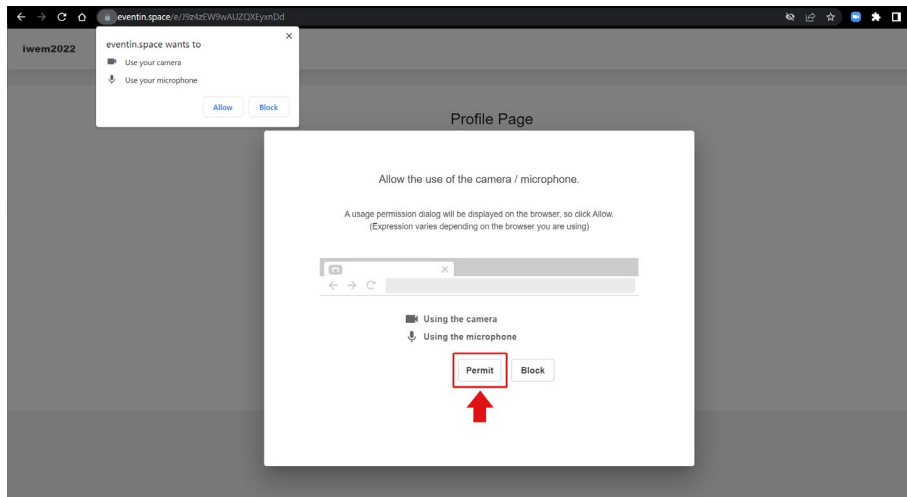 eventin.space/e/J9z4zEW9wAUZQXEyxnDd
iwem2022
eventin.space wants to
Use your camera
Use your microphone
Allow Block
Profile Page
Allow the use of the camera / microphone.
A usage permission dialog will be displayed on the browser, so click Allow.
(Expression varies depending on the browser you are using)
Using the camera
Using the microphone
Permit Block